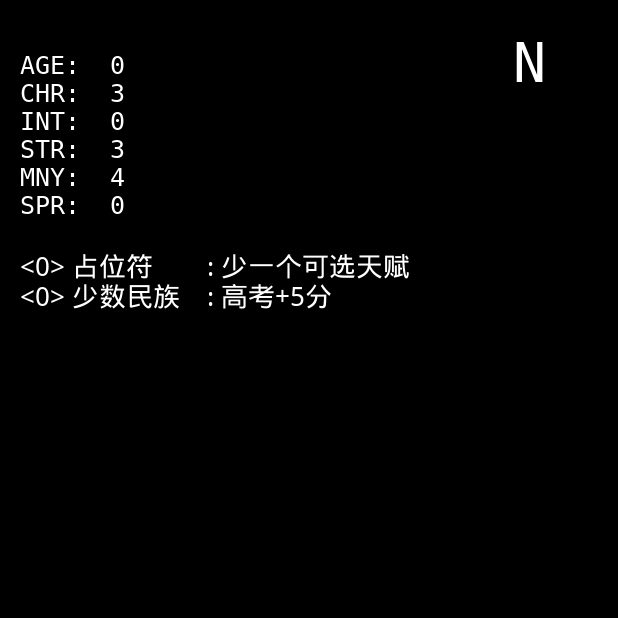 N
AGE: 0
CHR: 3
INT: 0
STR: 3
MNY: 4
SPR: 0
<O> 占位符 : 少一个可选天赋
<O> 少数民族 : 高考+5分